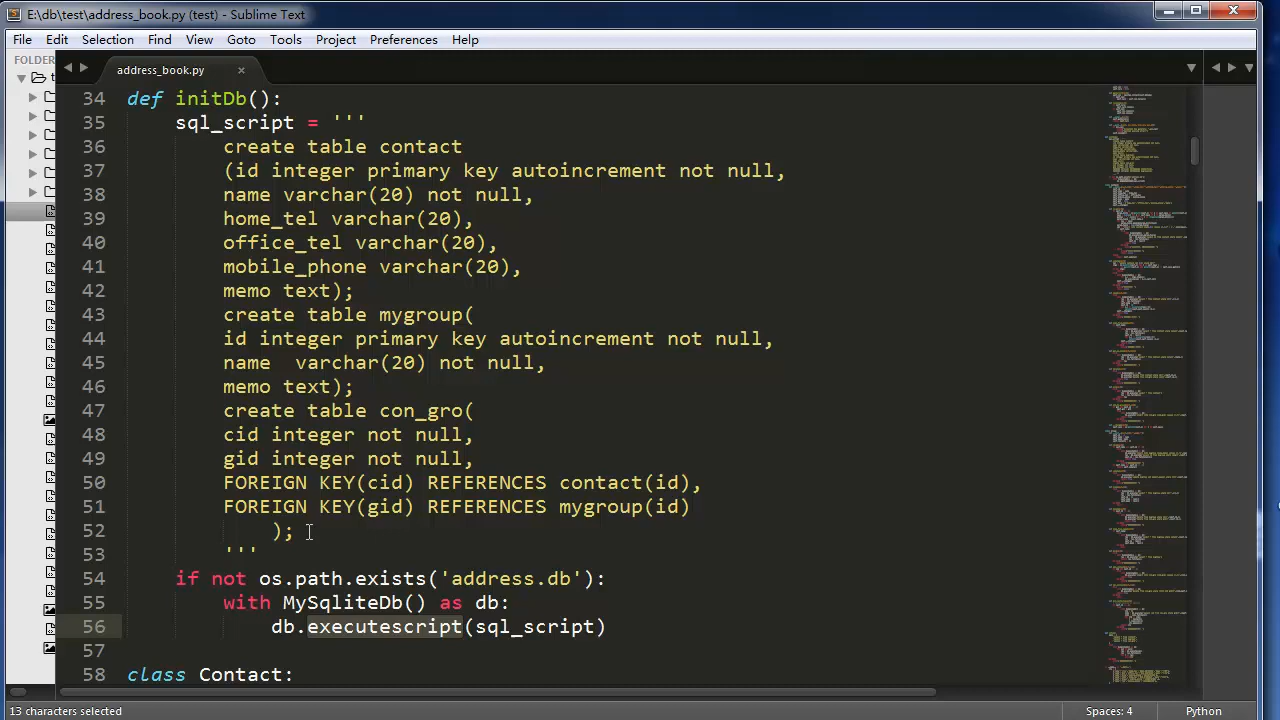 E:\db\test\address_book.py (test) - Sublime Text
File Edit Selection Find View Goto Tools Project Preferences Help
FOLDER
address_book.py ×
34 def initDb():
35 sql_script = '''
36 create table contact
37 (id integer primary key autoincrement not null,
38 name varchar(20) not null,
39 home_tel varchar(20),
40 office_tel varchar(20),
41 mobile_phone varchar(20),
42 memo text);
43 create table mygroup(
44 id integer primary key autoincrement not null,
45 name  varchar(20) not null,
46 memo text);
47 create table con_gro(
48 cid integer not null,
49 gid integer not null,
50 FOREIGN KEY(cid) REFERENCES contact(id),
51 FOREIGN KEY(gid) REFERENCES mygroup(id)
52 );
53 '''
54 if not os.path.exists('address.db'):
55 with MySqliteDb() as db:
56 db.executescript(sql_script)
57
58 class Contact:
13 characters selected Spaces: 4 Python